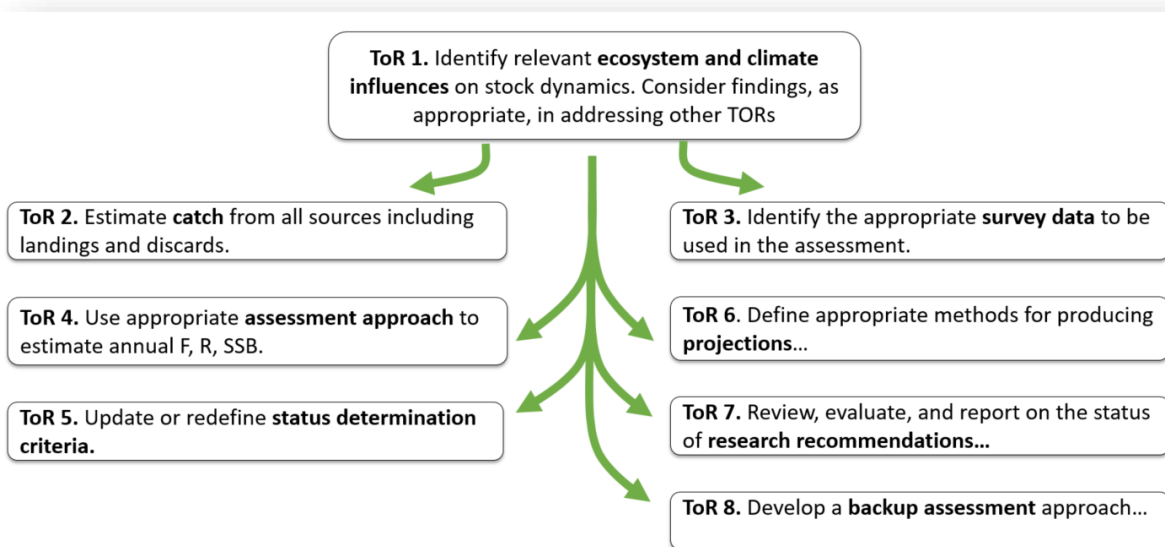 ToR 1. Identify relevant ecosystem and climate
influences on stock dynamics. Consider findings, as
appropriate, in addressing other TORs
ToR 2. Estimate catch from all sources including
landings and discards.
ToR 3. Identify the appropriate survey data to be
used in the assessment.
ToR 4. Use appropriate assessment approach to
estimate annual F, R, SSB.
ToR 6. Define appropriate methods for producing
projections...
ToR 5. Update or redefine status determination
criteria.
ToR 7. Review, evaluate, and report on the status
of research recommendations...
ToR 8. Develop a backup assessment approach...